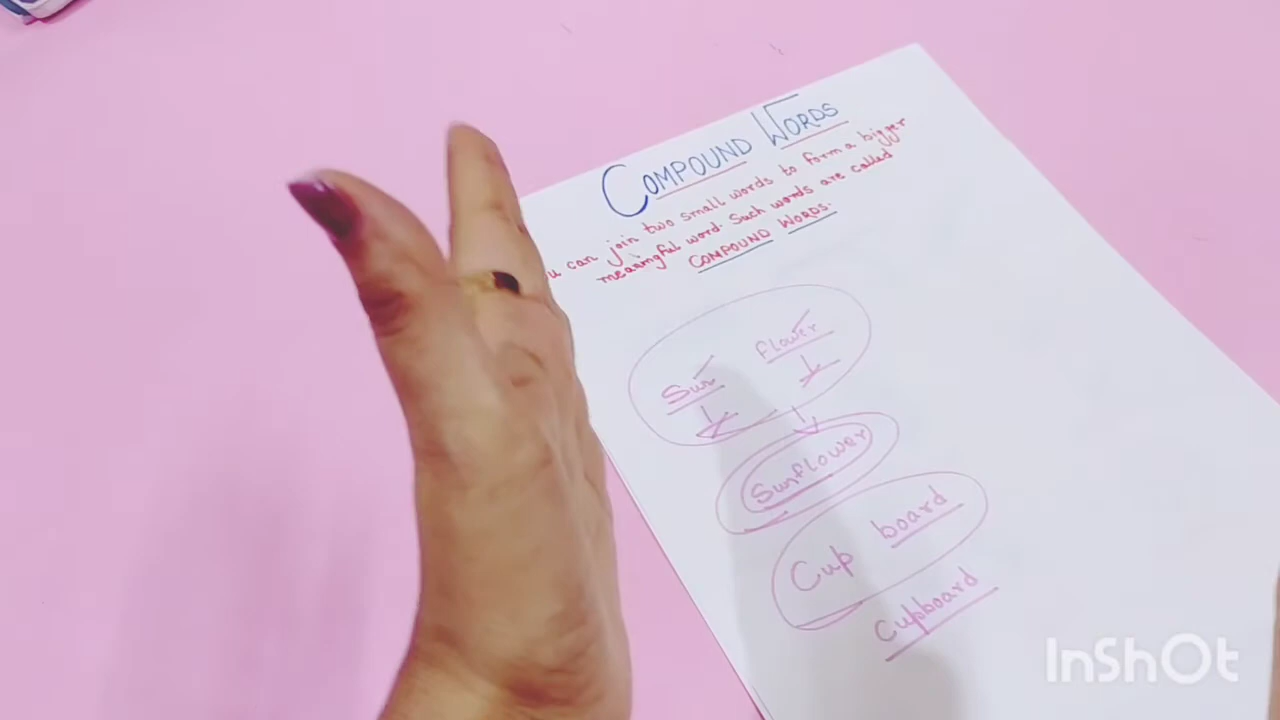 COMPOUND WORDS
can join two small words to form a bigger
meaningful word. Such words are called
COMPOUND WORDS.
Sun flower
Sunflower
Cup board
Cupboard
InShOt